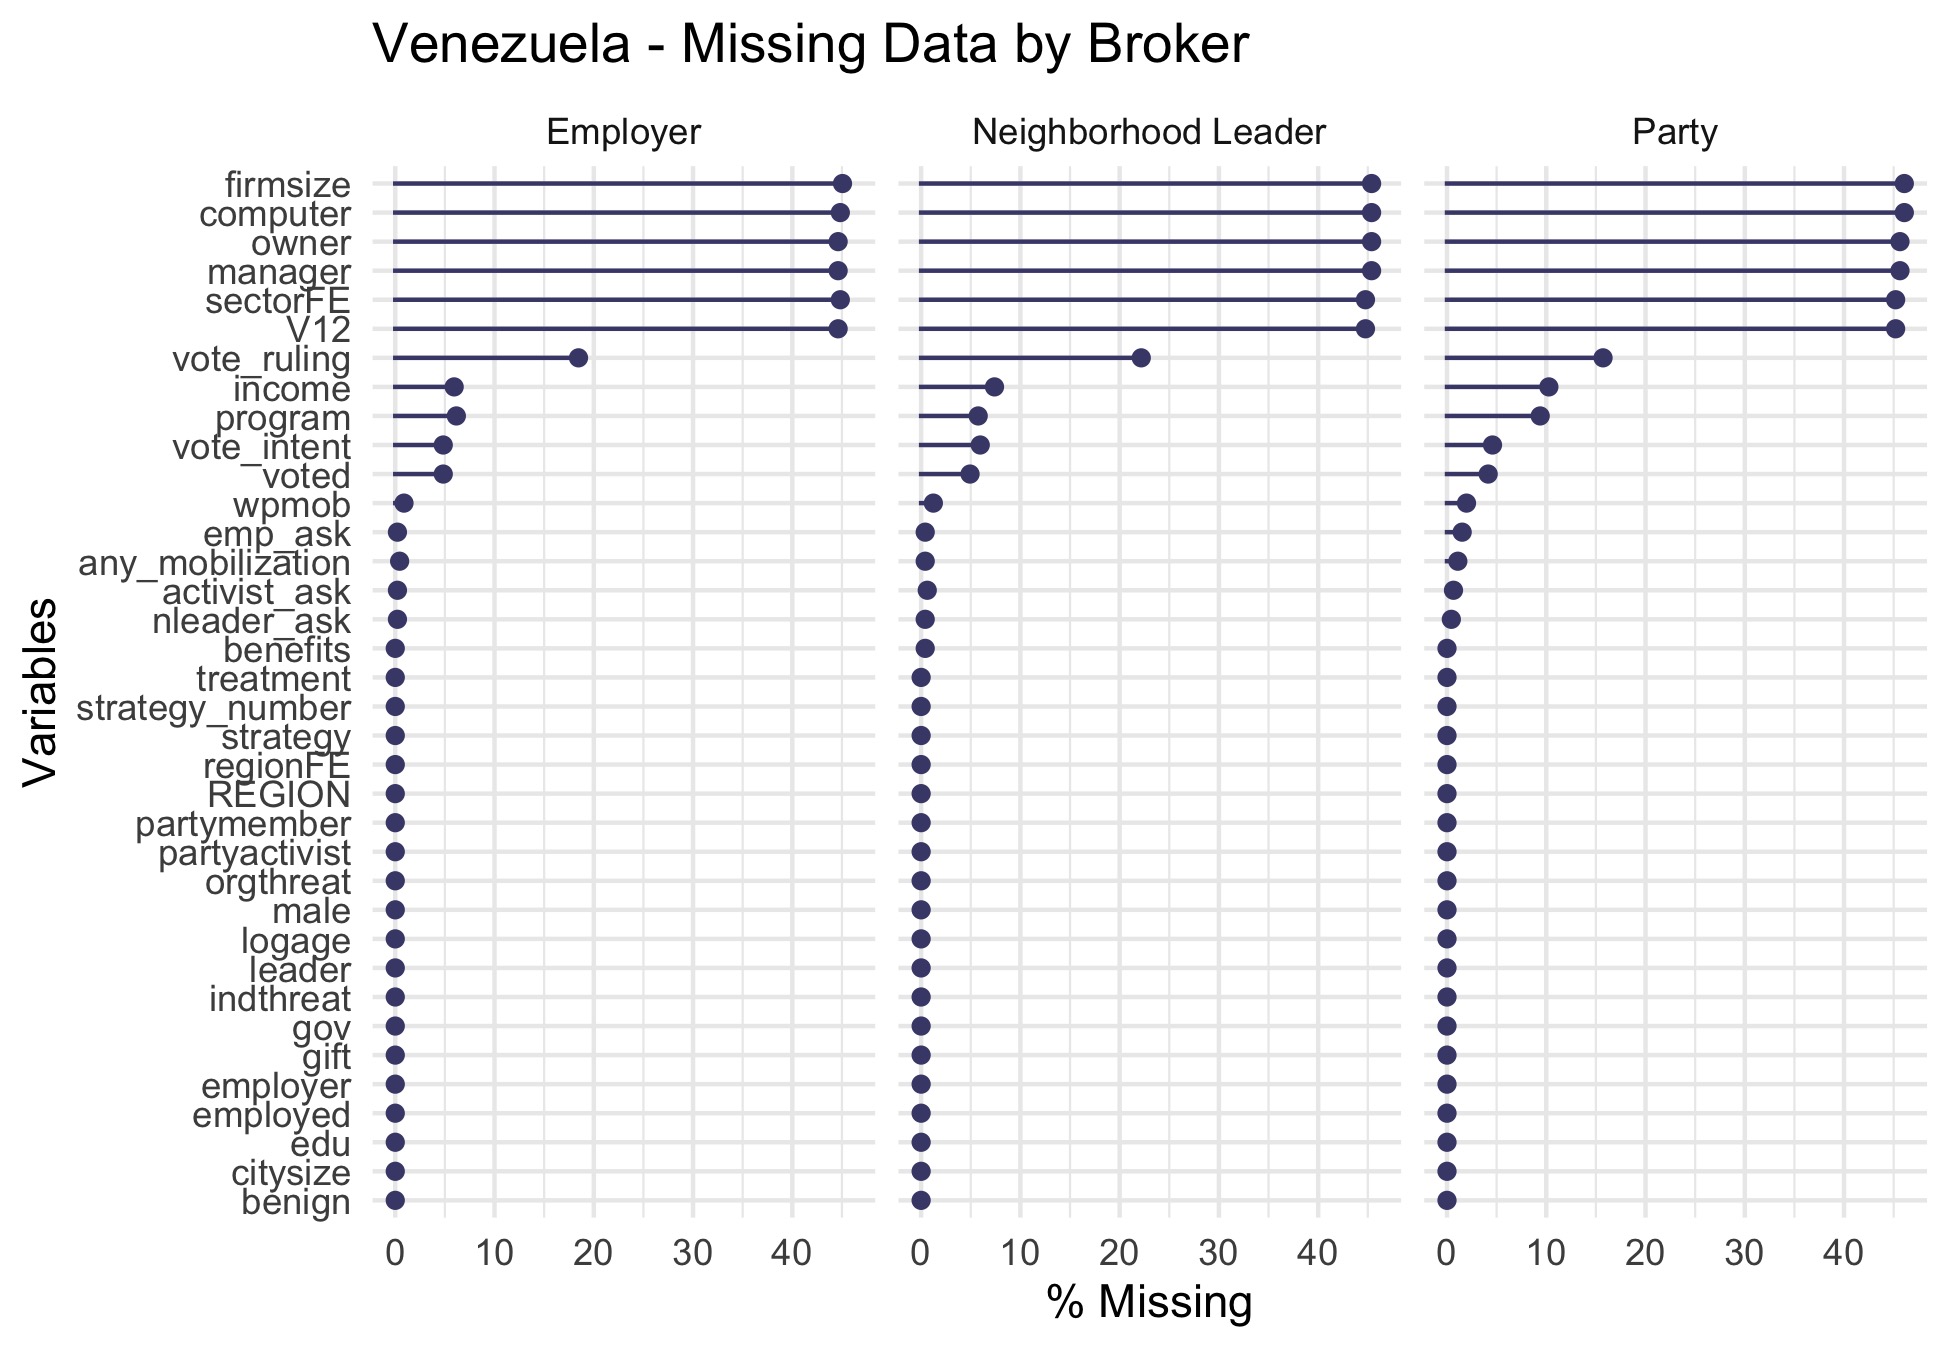 Venezuela - Missing Data by Broker
Employer
Neighborhood Leader
Party
firmsize
computer
owner
manager
sectorFE
V12
vote_ruling
income
program
vote_intent
voted
wpmob
emp_ask
any_mobilization
activist_ask
nleader_ask
benefits
treatment
strategy_number
strategy
regionFE
REGION
partymember
partyactivist
orgthreat
male
logage
leader
indthreat
gov
gift
employer
employed
edu
citysize
benign
Variables
0 10 20 30 40
0 10 20 30 40
0 10 20 30 40
% Missing